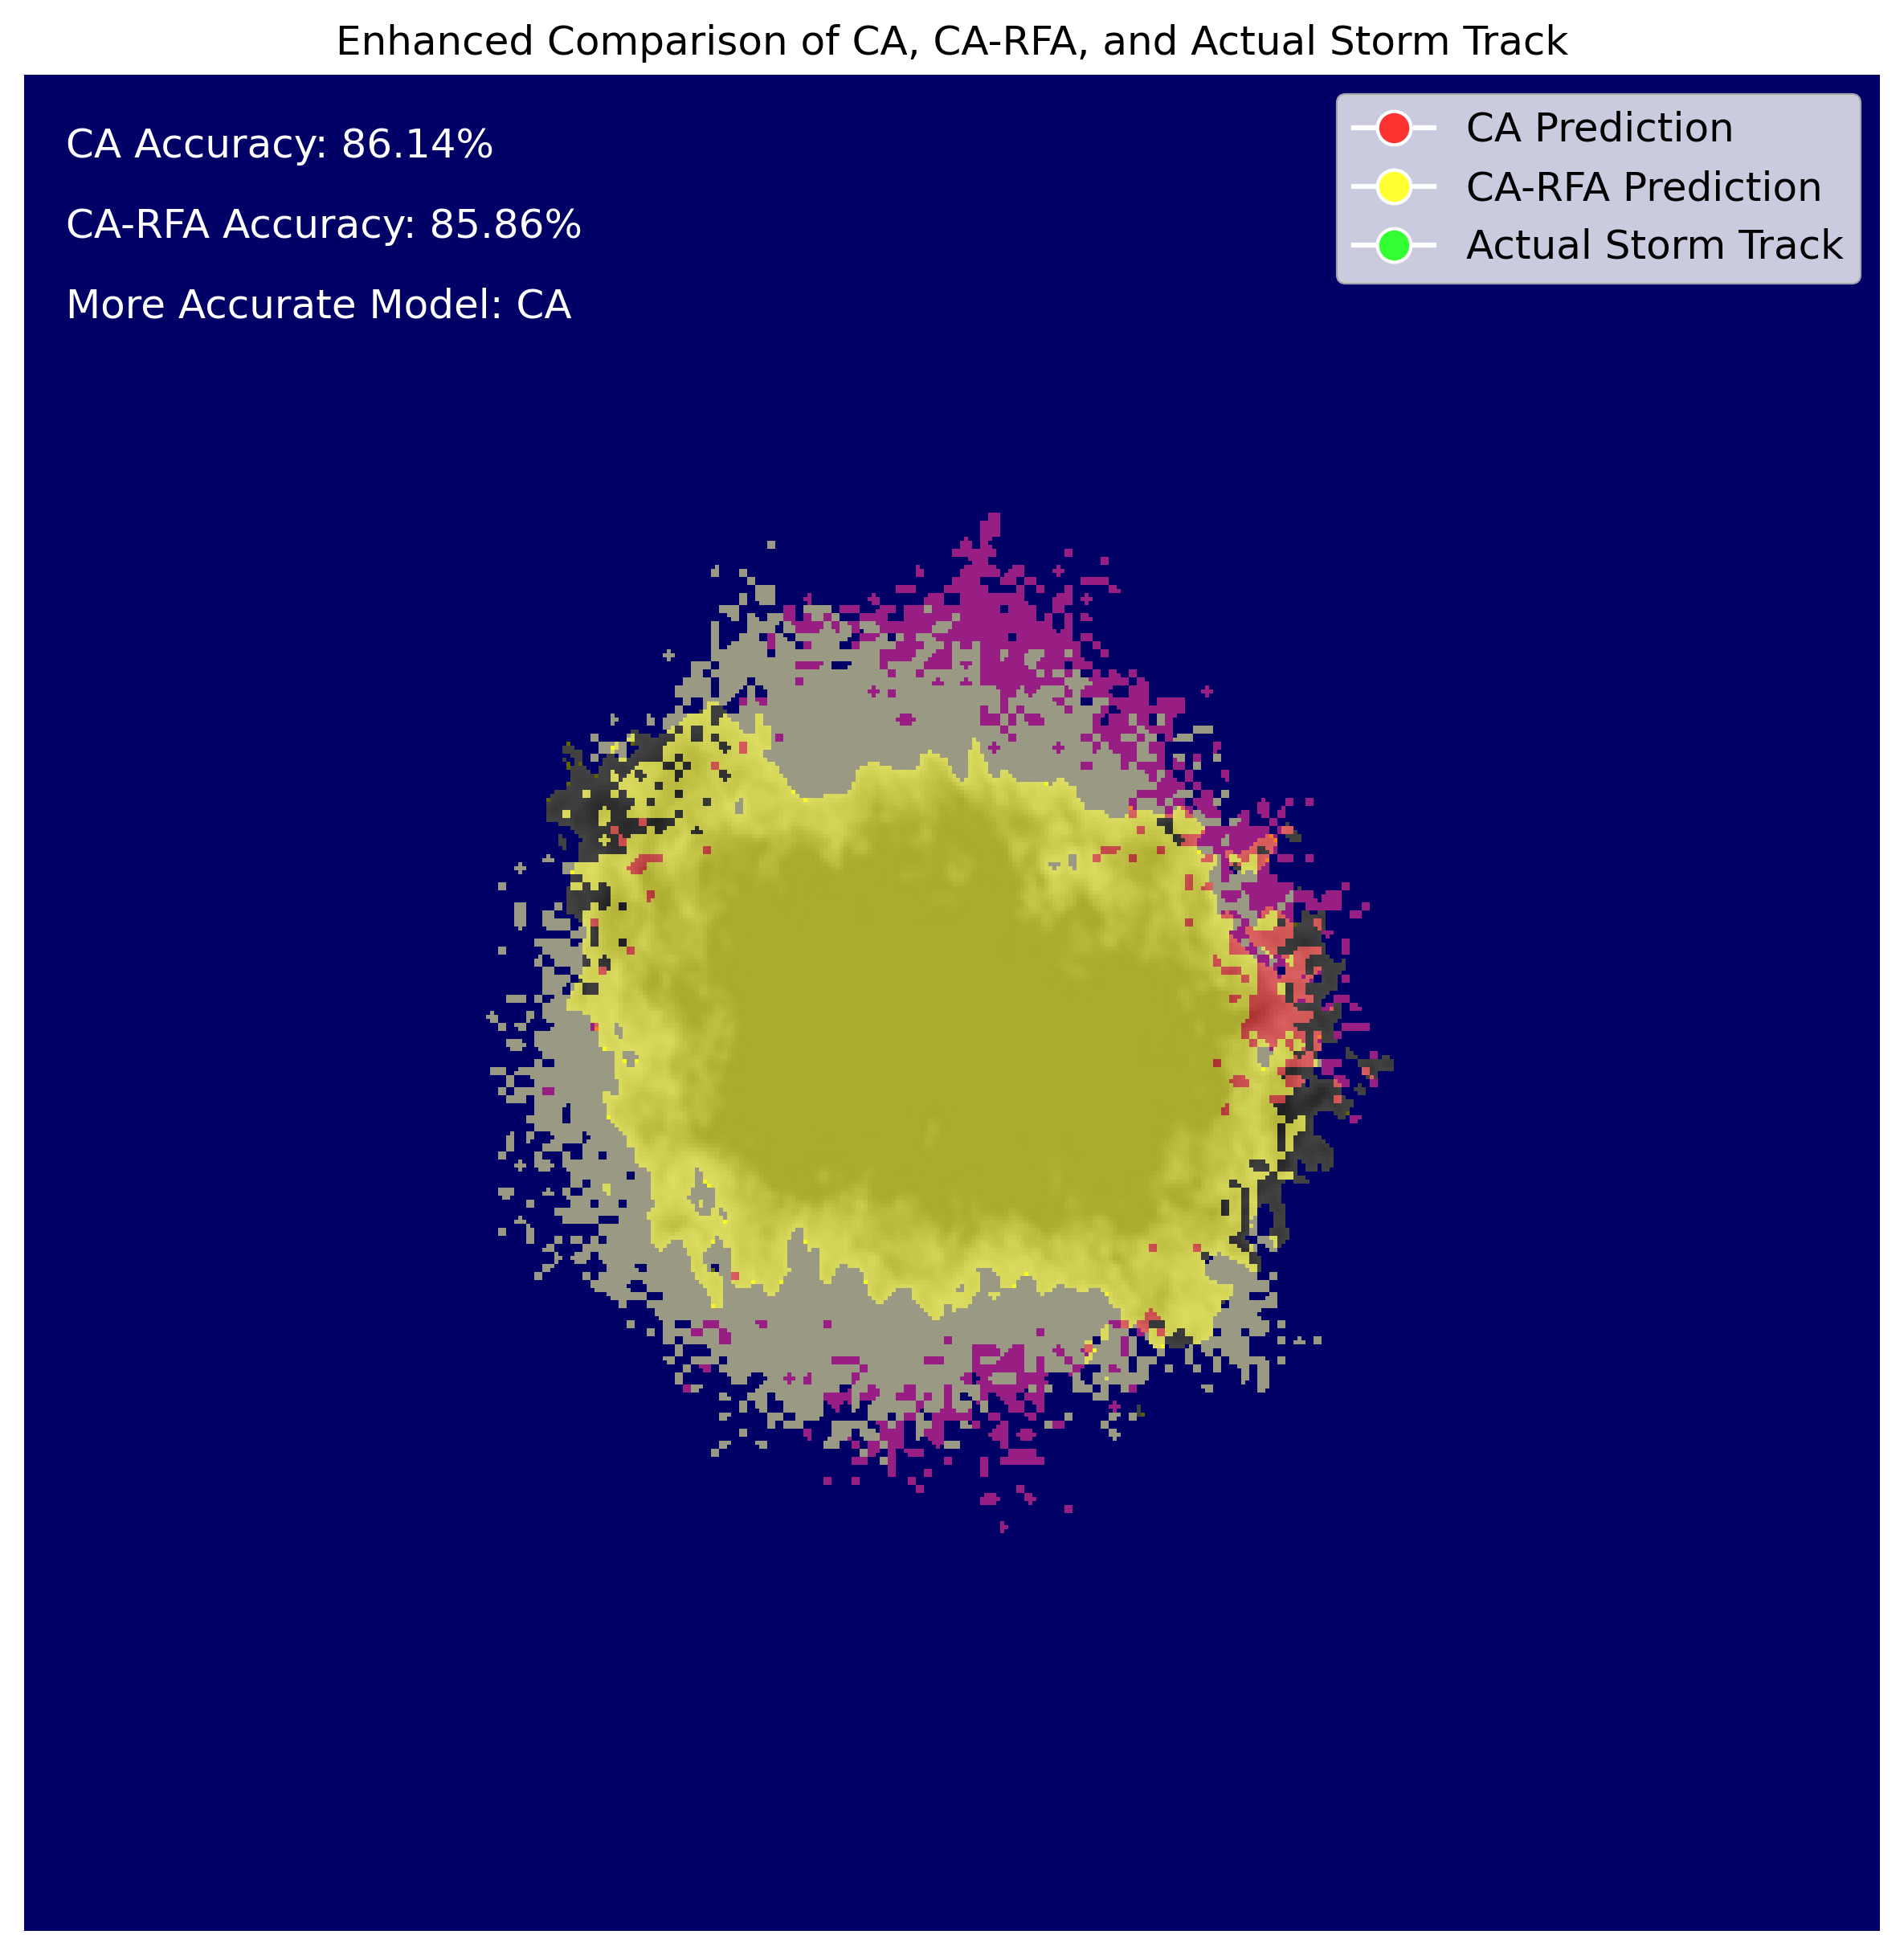 Enhanced Comparison of CA, CA-RFA, and Actual Storm Track
CA Accuracy: 86.14%
CA-RFA Accuracy: 85.86%
More Accurate Model: CA
CA Prediction
CA-RFA Prediction
Actual Storm Track